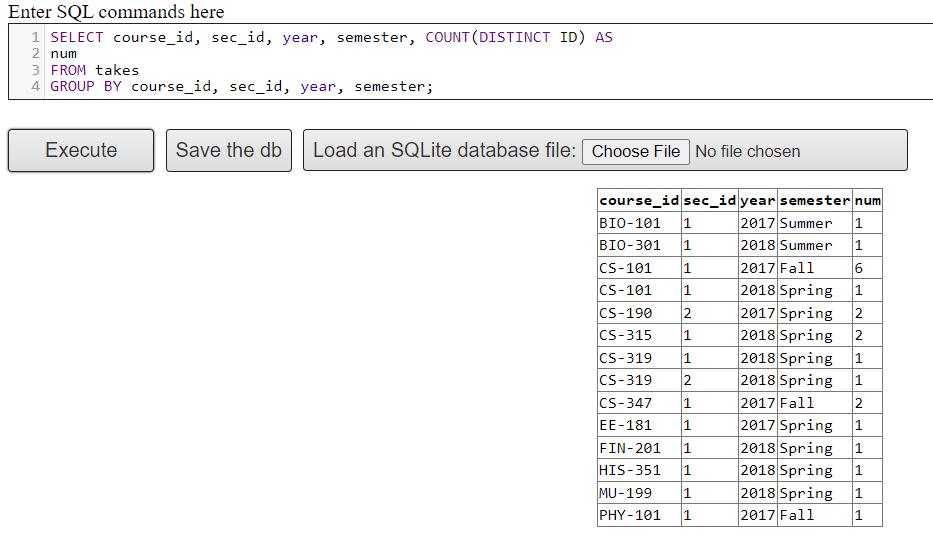 Enter SQL commands here
1 SELECT course_id, sec_id, year, semester, COUNT(DISTINCT ID) AS
2 num
3 FROM takes
4 GROUP BY course_id, sec_id, year, semester;
Execute Save the db Load an SQLite database file: Choose File No file chosen
course_id sec_id year semester num
BIO-101 1 2017 Summer 1
BIO-301 1 2018 Summer 1
CS-101 1 2017 Fall 6
CS-101 1 2018 Spring 1
CS-190 2 2017 Spring 2
CS-315 1 2018 Spring 2
CS-319 1 2018 Spring 1
CS-319 2 2018 Spring 1
CS-347 1 2017 Fall 2
EE-181 1 2017 Spring 1
FIN-201 1 2018 Spring 1
HIS-351 1 2018 Spring 1
MU-199 1 2018 Spring 1
PHY-101 1 2017 Fall 1